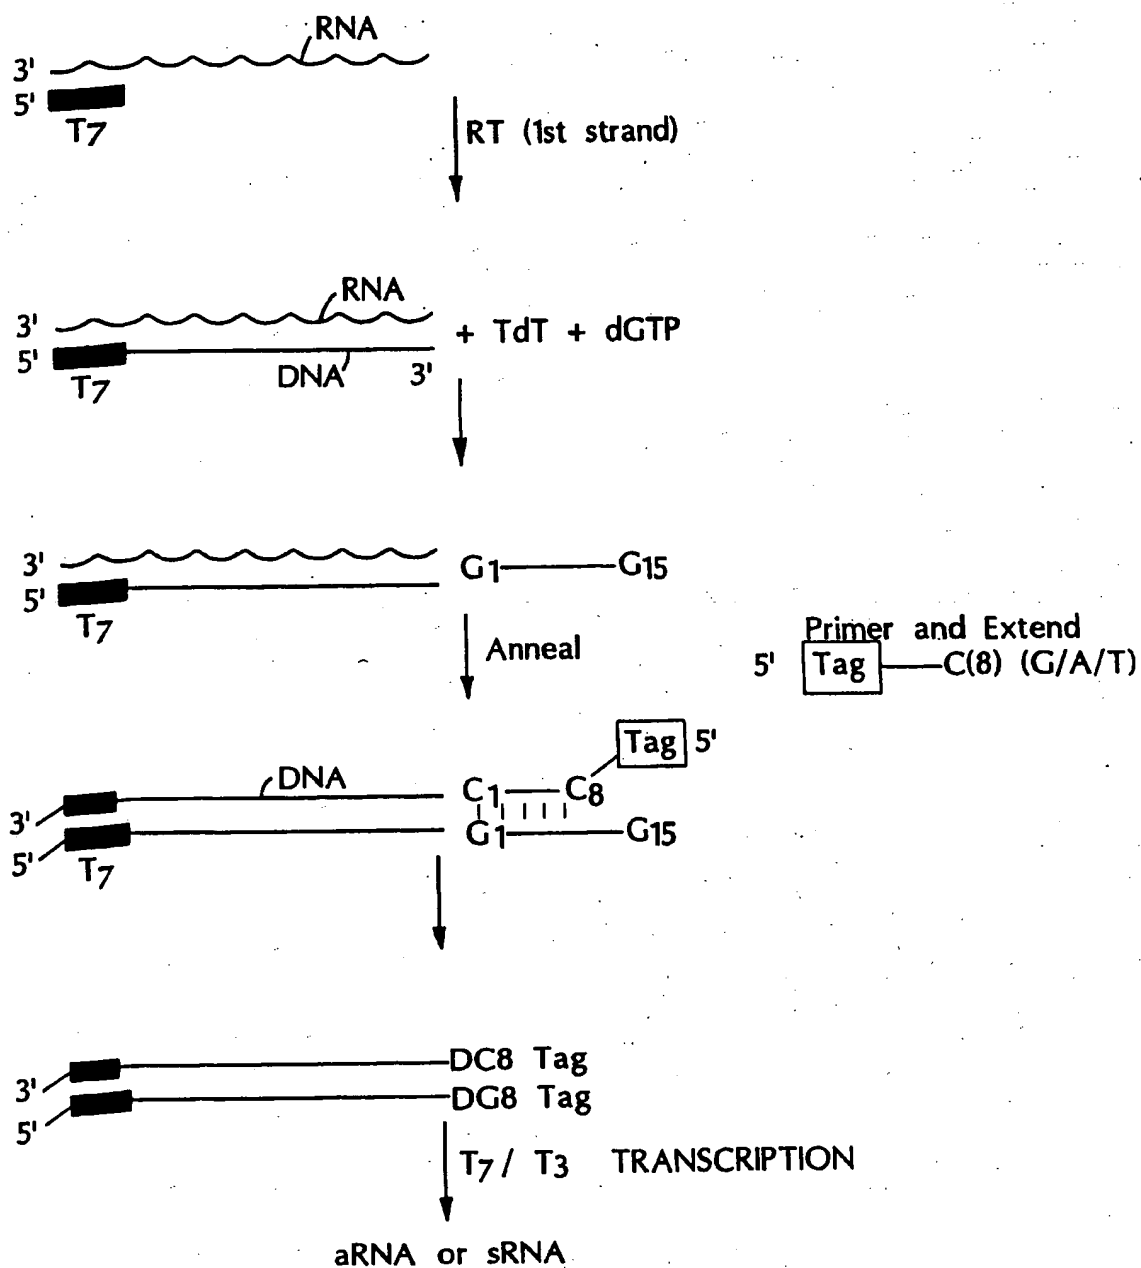 RNA
3'
5'
T7
RT (1st strand)
RNA
3'
5'
T7
DNA
3'
+ TdT + dGTP
3'
5'
T7
G1 G15
Anneal
Primer and Extend
5' Tag C(8) (G/A/T)
Tag 5'
DNA
C1 C8
3'
5'
T7
G1 G15
DC8 Tag
3'
DG8 Tag
5'
T7 / T3 TRANSCRIPTION
aRNA or sRNA